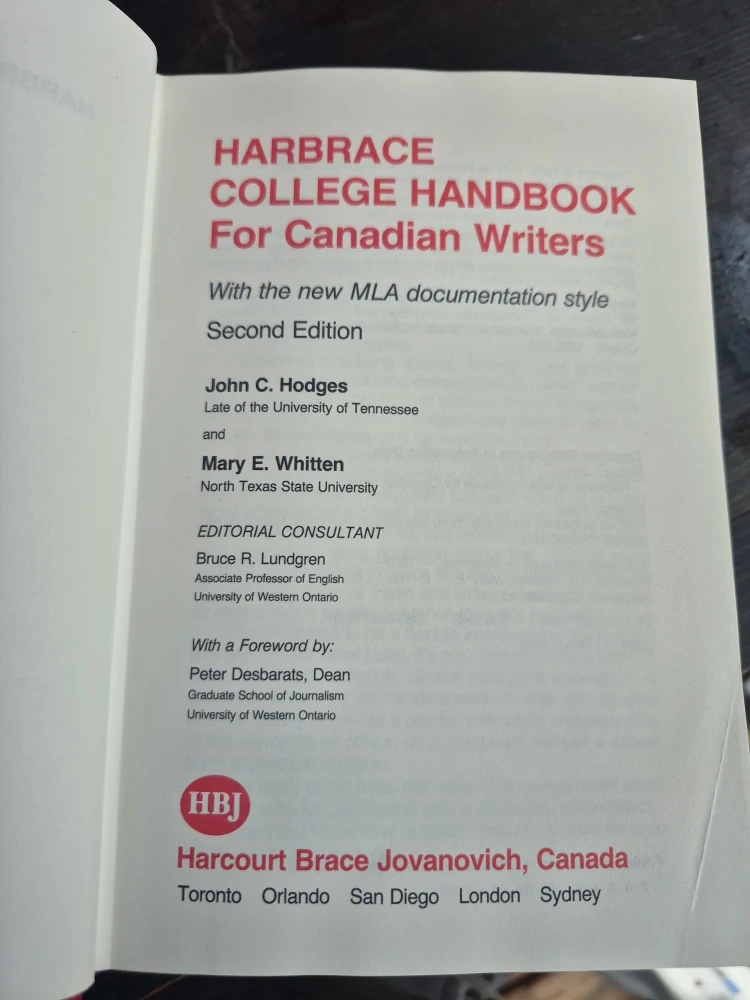 HARBRACE
COLLEGE HANDBOOK
For Canadian Writers
With the new MLA documentation style
Second Edition
John C. Hodges
Late of the University of Tennessee
and
Mary E. Whitten
North Texas State University
EDITORIAL CONSULTANT
Bruce R. Lundgren
Associate Professor of English
University of Western Ontario
With a Foreword by:
Peter Desbarats, Dean
Graduate School of Journalism
University of Western Ontario
HBJ
Harcourt Brace Jovanovich, Canada
Toronto Orlando San Diego London Sydney